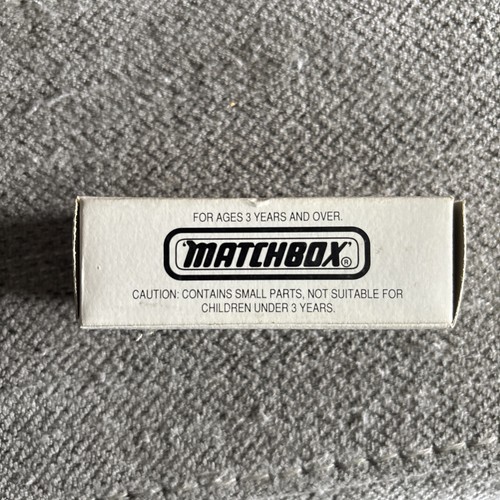 FOR AGES 3 YEARS AND OVER.
"MATCHBOX"®
CAUTION: CONTAINS SMALL PARTS, NOT SUITABLE FOR
CHILDREN UNDER 3 YEARS.